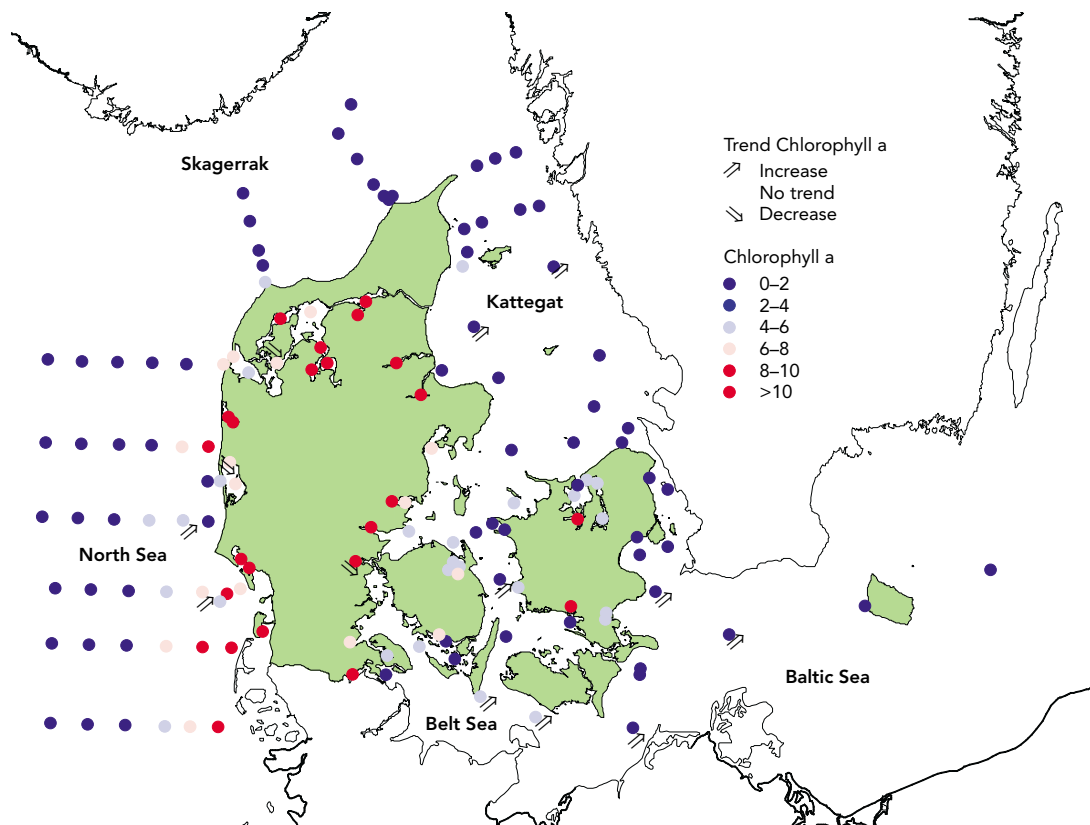 Skagerrak
Trend Chlorophyll a
Increase
No trend
Decrease
Chlorophyll a
0–2
2–4
4–6
6–8
8–10
>10
Kattegat
North Sea
Baltic Sea
Belt Sea